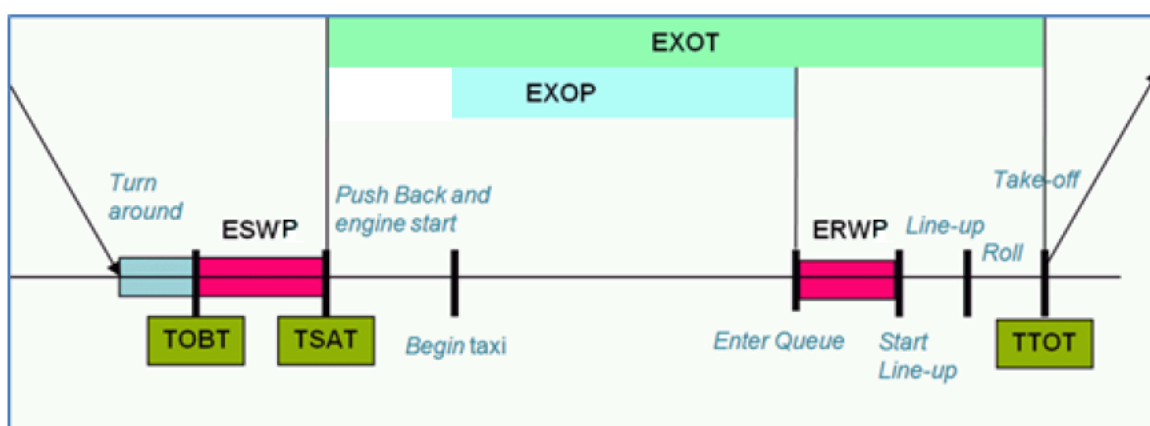 EXOT
EXOP
Turn
around
ESWP
Push Back and
engine start
ERWP
Line-up
Roll
Take-off
TOBT
TSAT
Begin taxi
Enter Queue
Start
Line-up
TTOT